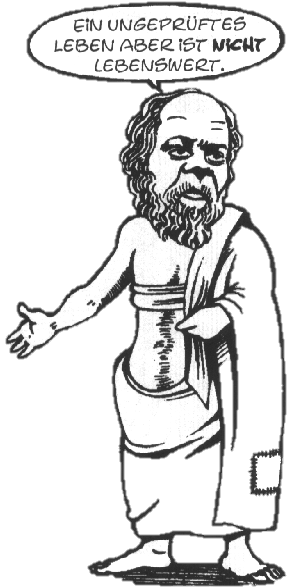 EIN UNGEPRÜFTES
LEBEN ABER IST NICHT
LEBENSWERT.